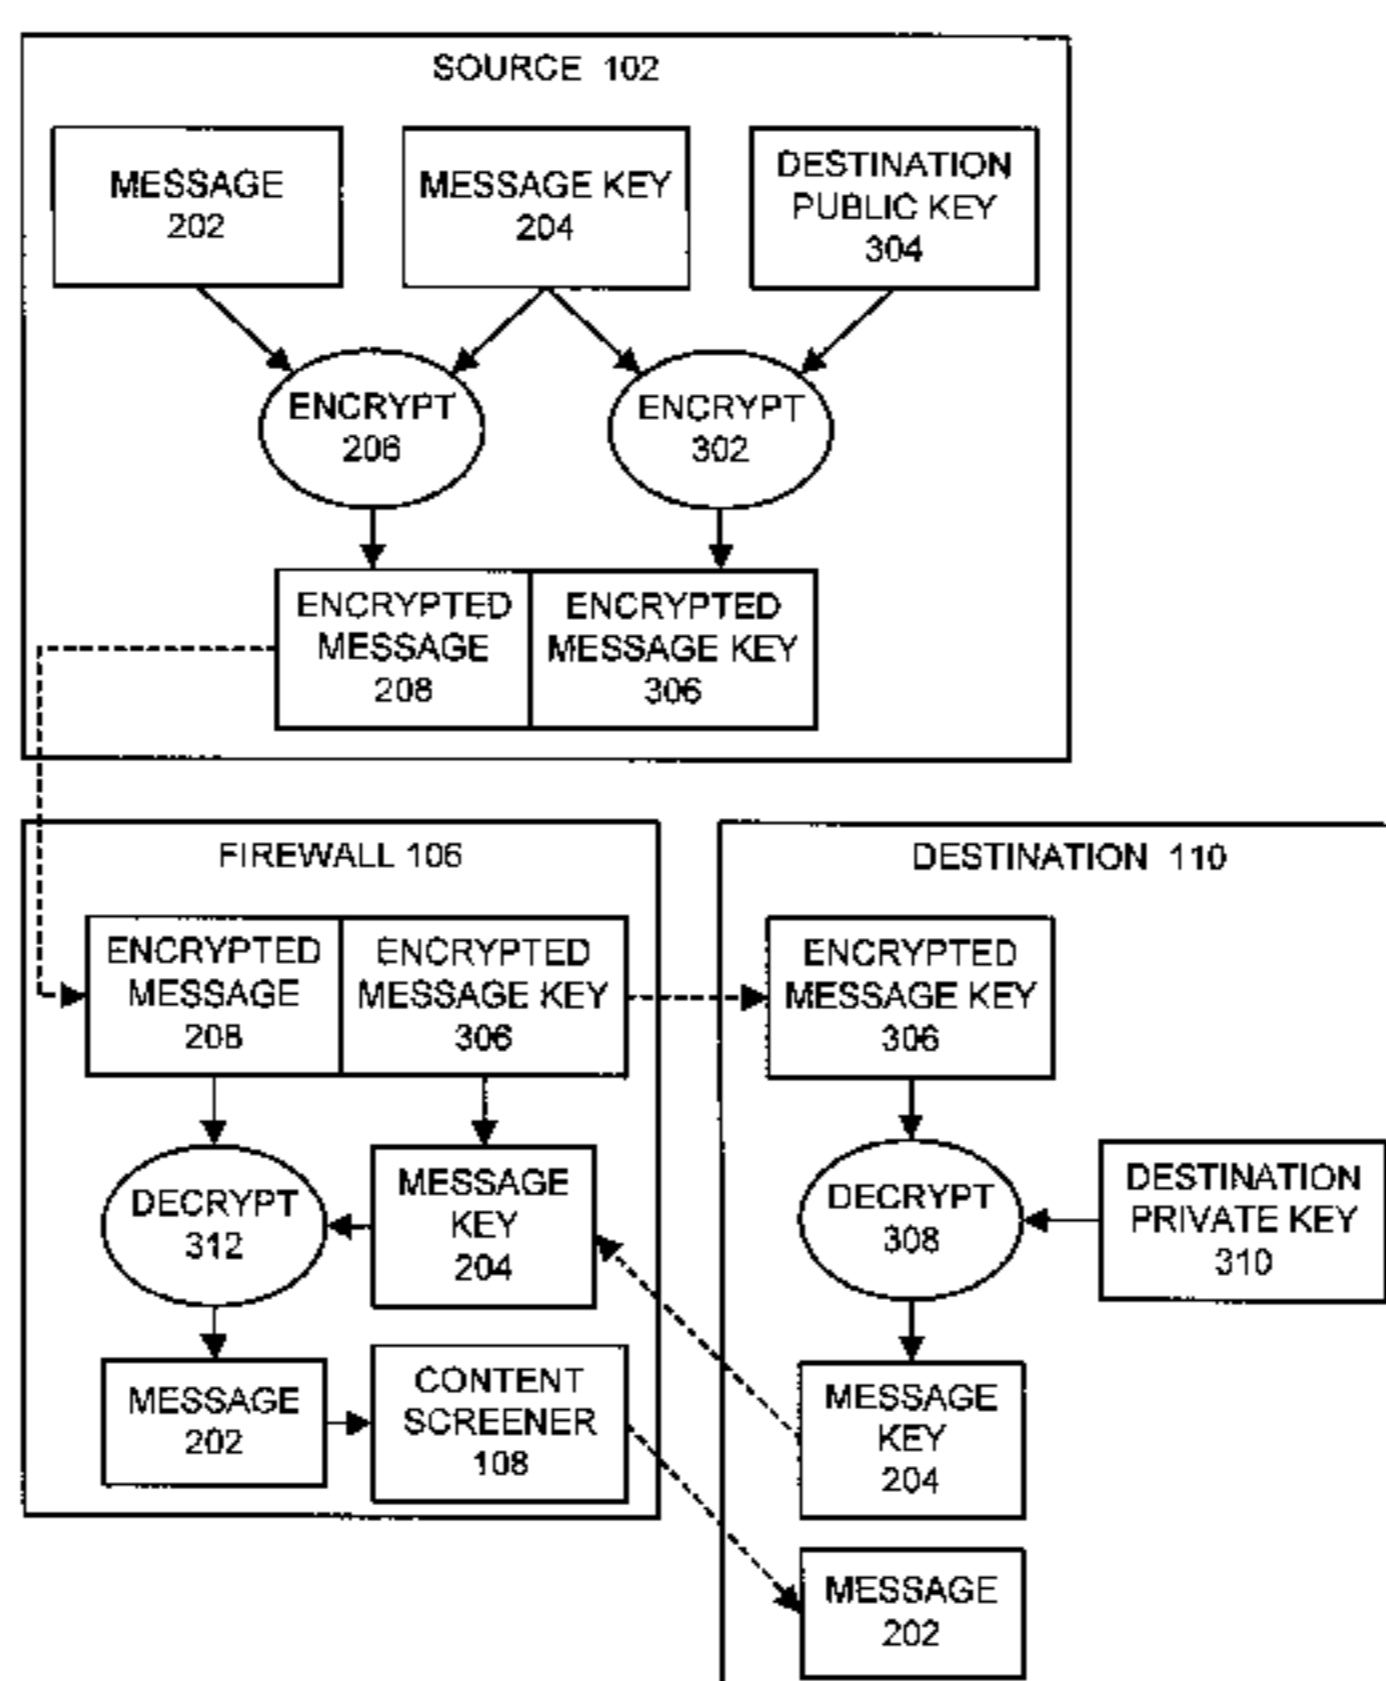 SOURCE 102
MESSAGE
202
MESSAGE KEY
204
DESTINATION
PUBLIC KEY
304
ENCRYPT
206
ENCRYPT
302
ENCRYPTED
MESSAGE
208
ENCRYPTED
MESSAGE KEY
306
FIREWALL 106
ENCRYPTED
MESSAGE
208
ENCRYPTED
MESSAGE KEY
306
DECRYPT
312
MESSAGE
KEY
204
MESSAGE
202
CONTENT
SCREENER
108
DESTINATION 110
ENCRYPTED
MESSAGE KEY
306
DECRYPT
308
DESTINATION
PRIVATE KEY
310
MESSAGE
KEY
204
MESSAGE
202